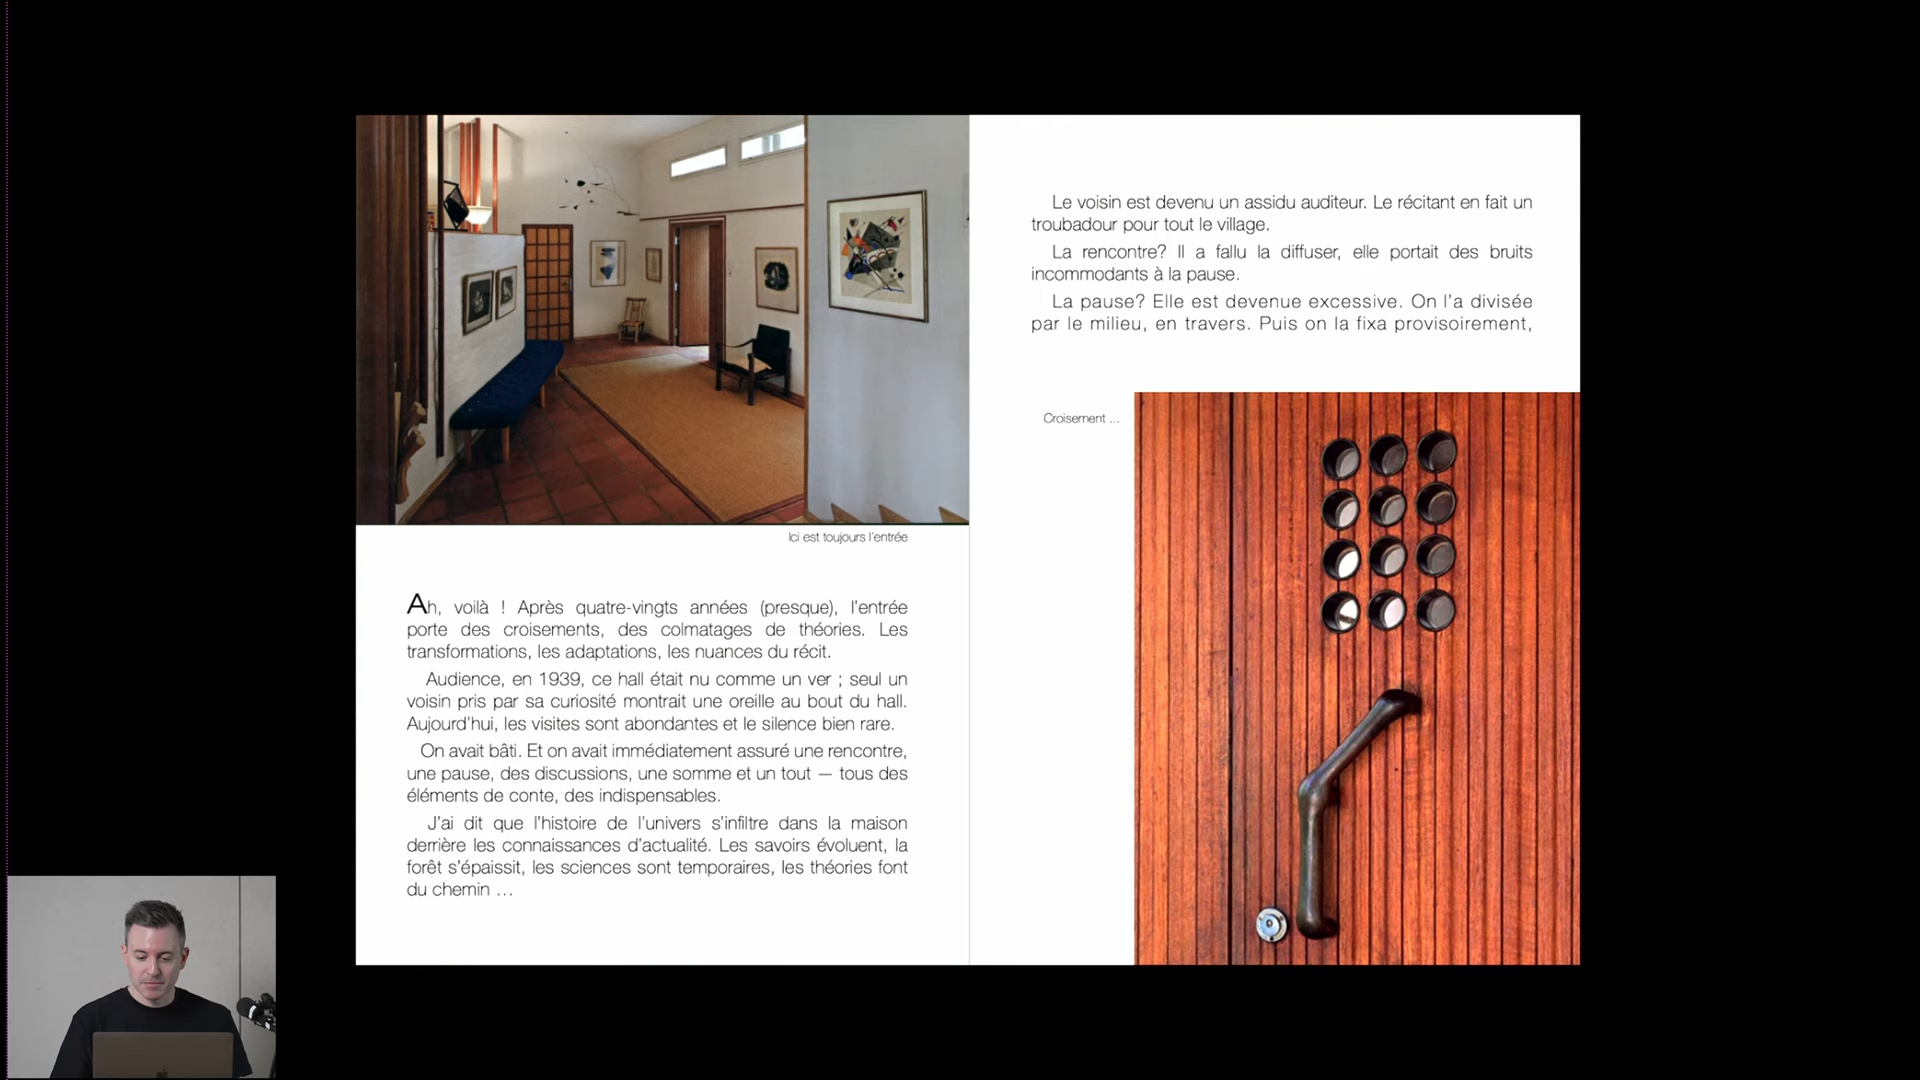 Ici est toujours l'entrée
Ah, voilà ! Après quatre-vingts années (presque), l'entrée
porte des croisements, des colmatages de théories. Les
transformations, les adaptations, les nuances du récit.
Audience, en 1939, ce hall était nu comme un ver ; seul un
voisin pris par sa curiosité montrait une oreille au bout du hall.
Aujourd'hui, les visites sont abondantes et le silence bien rare.
On avait bâti. Et on avait immédiatement assuré une rencontre,
une pause, des discussions, une somme et un tout — tous des
éléments de conte, des indispensables.
J'ai dit que l'histoire de l'univers s'infiltre dans la maison
derrière les connaissances d'actualité. Les savoirs évoluent, la
forêt s'épaissit, les sciences sont temporaires, les théories font
du chemin ...
Le voisin est devenu un assidu auditeur. Le récitant en fait un
troubadour pour tout le village.
La rencontre? Il a fallu la diffuser, elle portait des bruits
incommodants à la pause.
La pause? Elle est devenue excessive. On l'a divisée
par le milieu, en travers. Puis on la fixa provisoirement,
Croisement ...